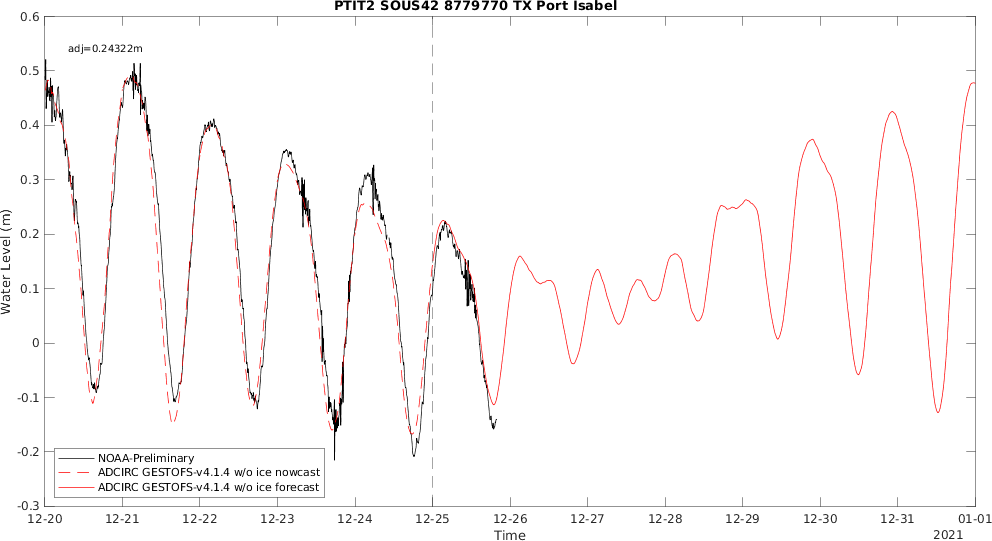 PTIT2 SOUS42 8779770 TX Port Isabel
0.6
adj=0.24322m
0.5
0.4
0.3
0.2
0.1
0
-0.1
-0.2
-0.3
Water Level (m)
NOAA-Preliminary
ADCIRC GESTOFS-v4.1.4 w/o ice nowcast
ADCIRC GESTOFS-v4.1.4 w/o ice forecast
12-20 12-21 12-22 12-23 12-24 12-25 12-26 12-27 12-28 12-29 12-30 12-31 01-01
Time
2021